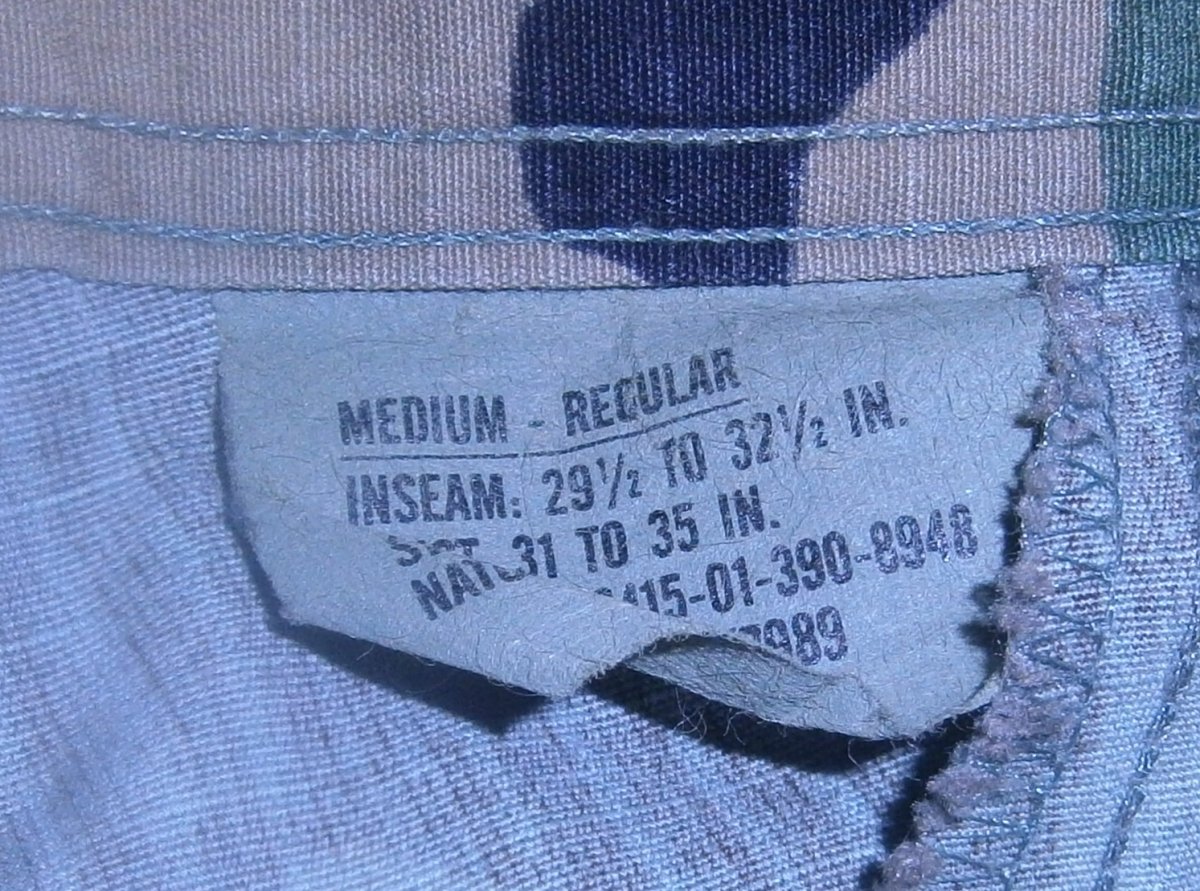 MEDIUM - REGULAR
INSEAM: 29½ TO 32½ IN.
31 TO 35 IN.
415-01-390-8948
989